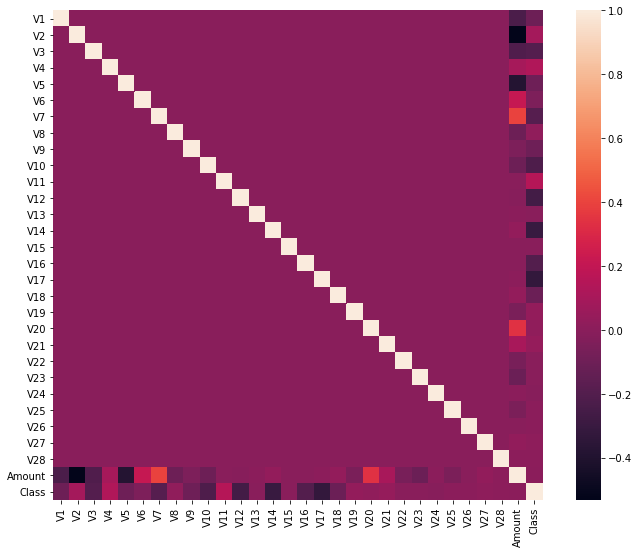 V1
V2
V3
V4
V5
V6
V7
V8
V9
V10
V11
V12
V13
V14
V15
V16
V17
V18
V19
V20
V21
V22
V23
V24
V25
V26
V27
V28
Amount
Class
V1
V2
V3
V4
V5
V6
V7
V8
V9
V10
V11
V12
V13
V14
V15
V16
V17
V18
V19
V20
V21
V22
V23
V24
V25
V26
V27
V28
Amount
Class
1.0
0.8
0.6
0.4
0.2
0.0
−0.2
−0.4